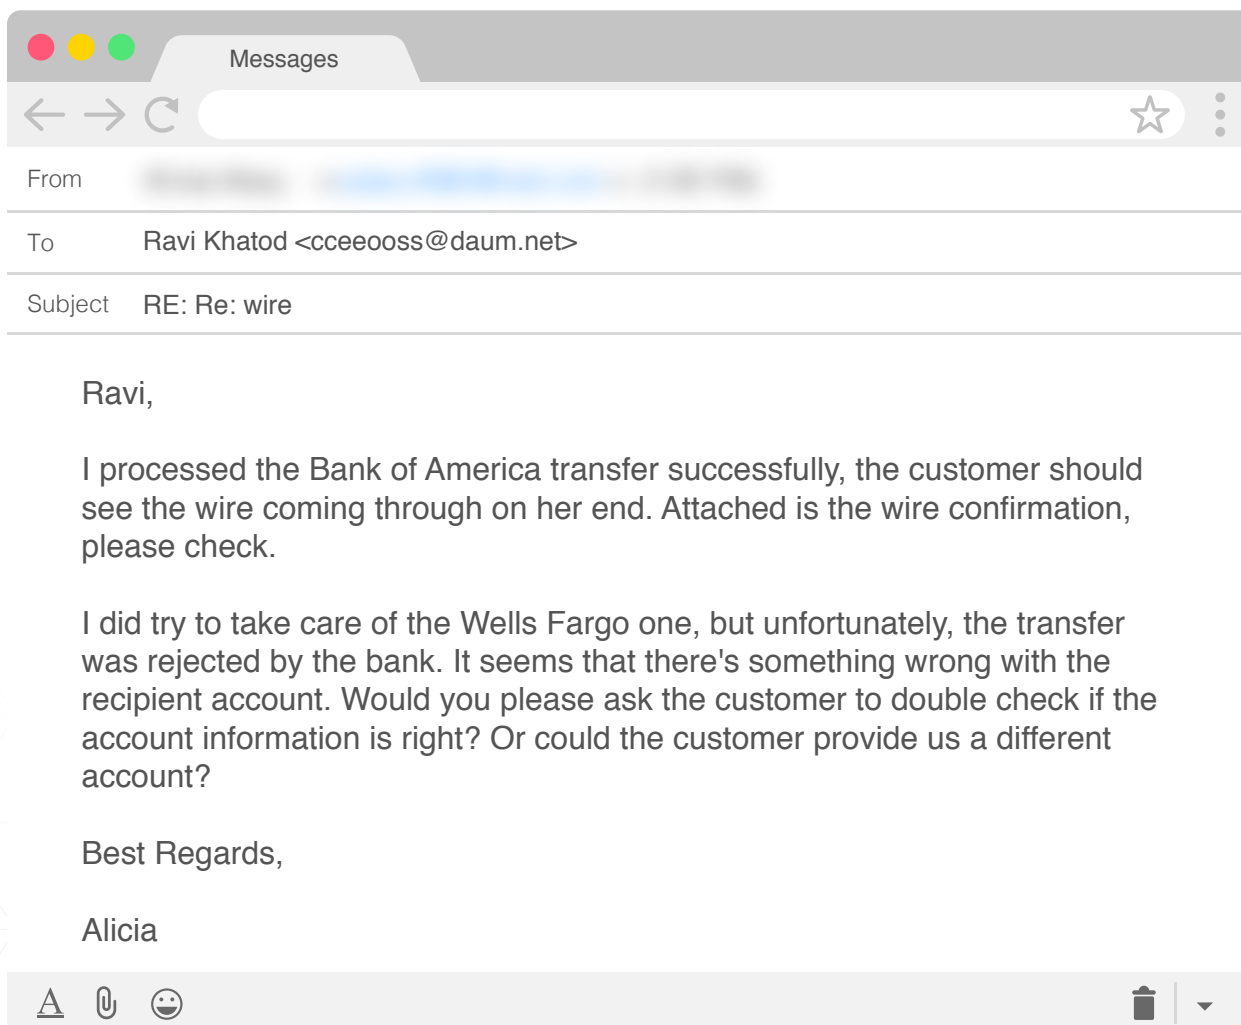 Messages
From
To Ravi Khatod <cceeooss@daum.net>
Subject RE: Re: wire
Ravi,
I processed the Bank of America transfer successfully, the customer should
see the wire coming through on her end. Attached is the wire confirmation,
please check.
I did try to take care of the Wells Fargo one, but unfortunately, the transfer
was rejected by the bank. It seems that there's something wrong with the
recipient account. Would you please ask the customer to double check if the
account information is right? Or could the customer provide us a different
account?
Best Regards,
Alicia
A